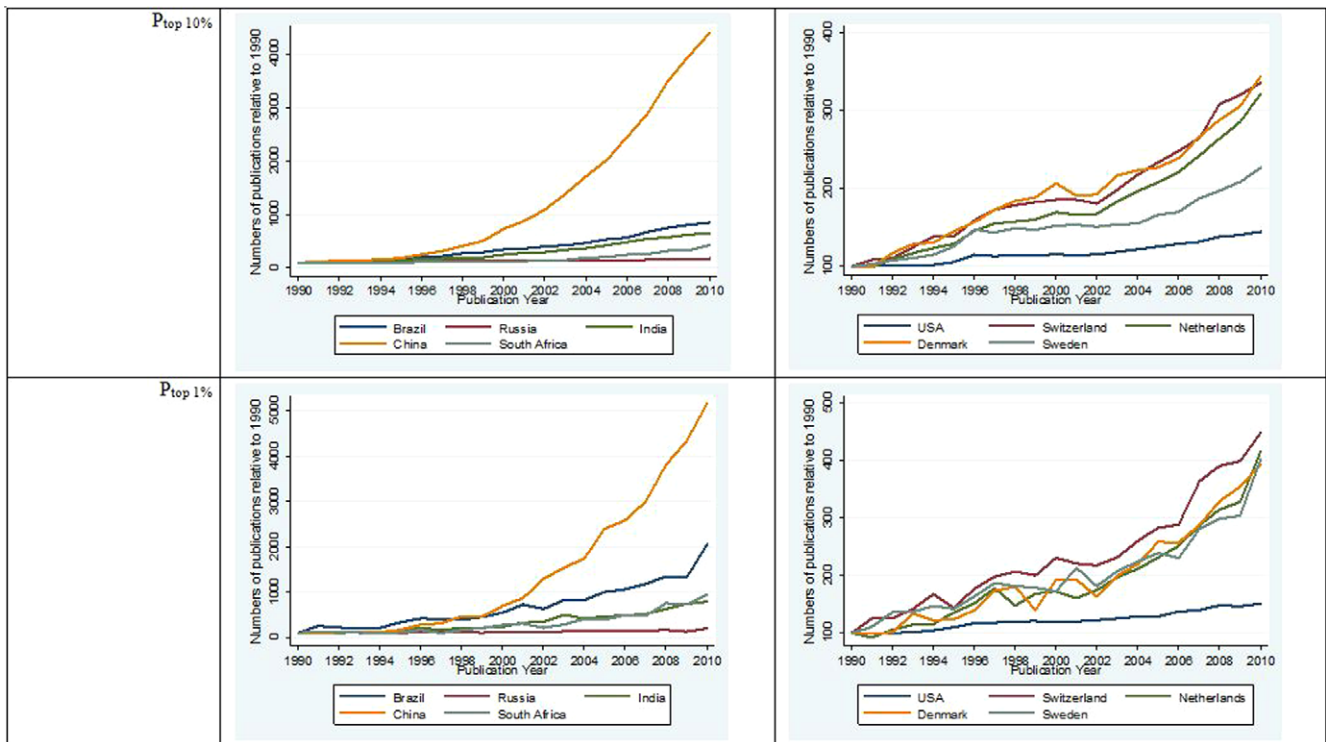 P top 10%
Numbers of publications relative to 1990
0 1000 2000 3000 4000
1990 1992 1994 1996 1998 2000 2002 2004 2006 2008 2010
Publication Year
Brazil Russia India
China South Africa
Numbers of publications relative to 1990
100 200 300 400
1990 1992 1994 1996 1998 2000 2002 2004 2006 2008 2010
Publication Year
USA Switzerland Netherlands
Denmark Sweden
P top 1%
Numbers of publications relative to 1990
0 1000 2000 3000 4000 5000
1990 1992 1994 1996 1998 2000 2002 2004 2006 2008 2010
Publication Year
Brazil Russia India
China South Africa
Numbers of publications relative to 1990
100 200 300 400 500
1990 1992 1994 1996 1998 2000 2002 2004 2006 2008 2010
Publication Year
USA Switzerland Netherlands
Denmark Sweden